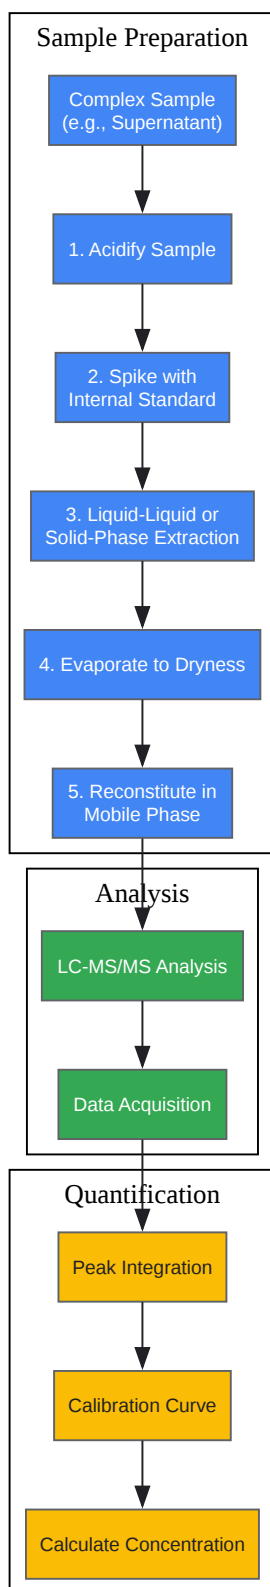 Sample Preparation
Complex Sample
(e.g., Supernatant)
1. Acidify Sample
2. Spike with
Internal Standard
3. Liquid-Liquid or
Solid-Phase Extraction
4. Evaporate to Dryness
5. Reconstitute in
Mobile Phase
Analysis
LC-MS/MS Analysis
Data Acquisition
Quantification
Peak Integration
Calibration Curve
Calculate Concentration